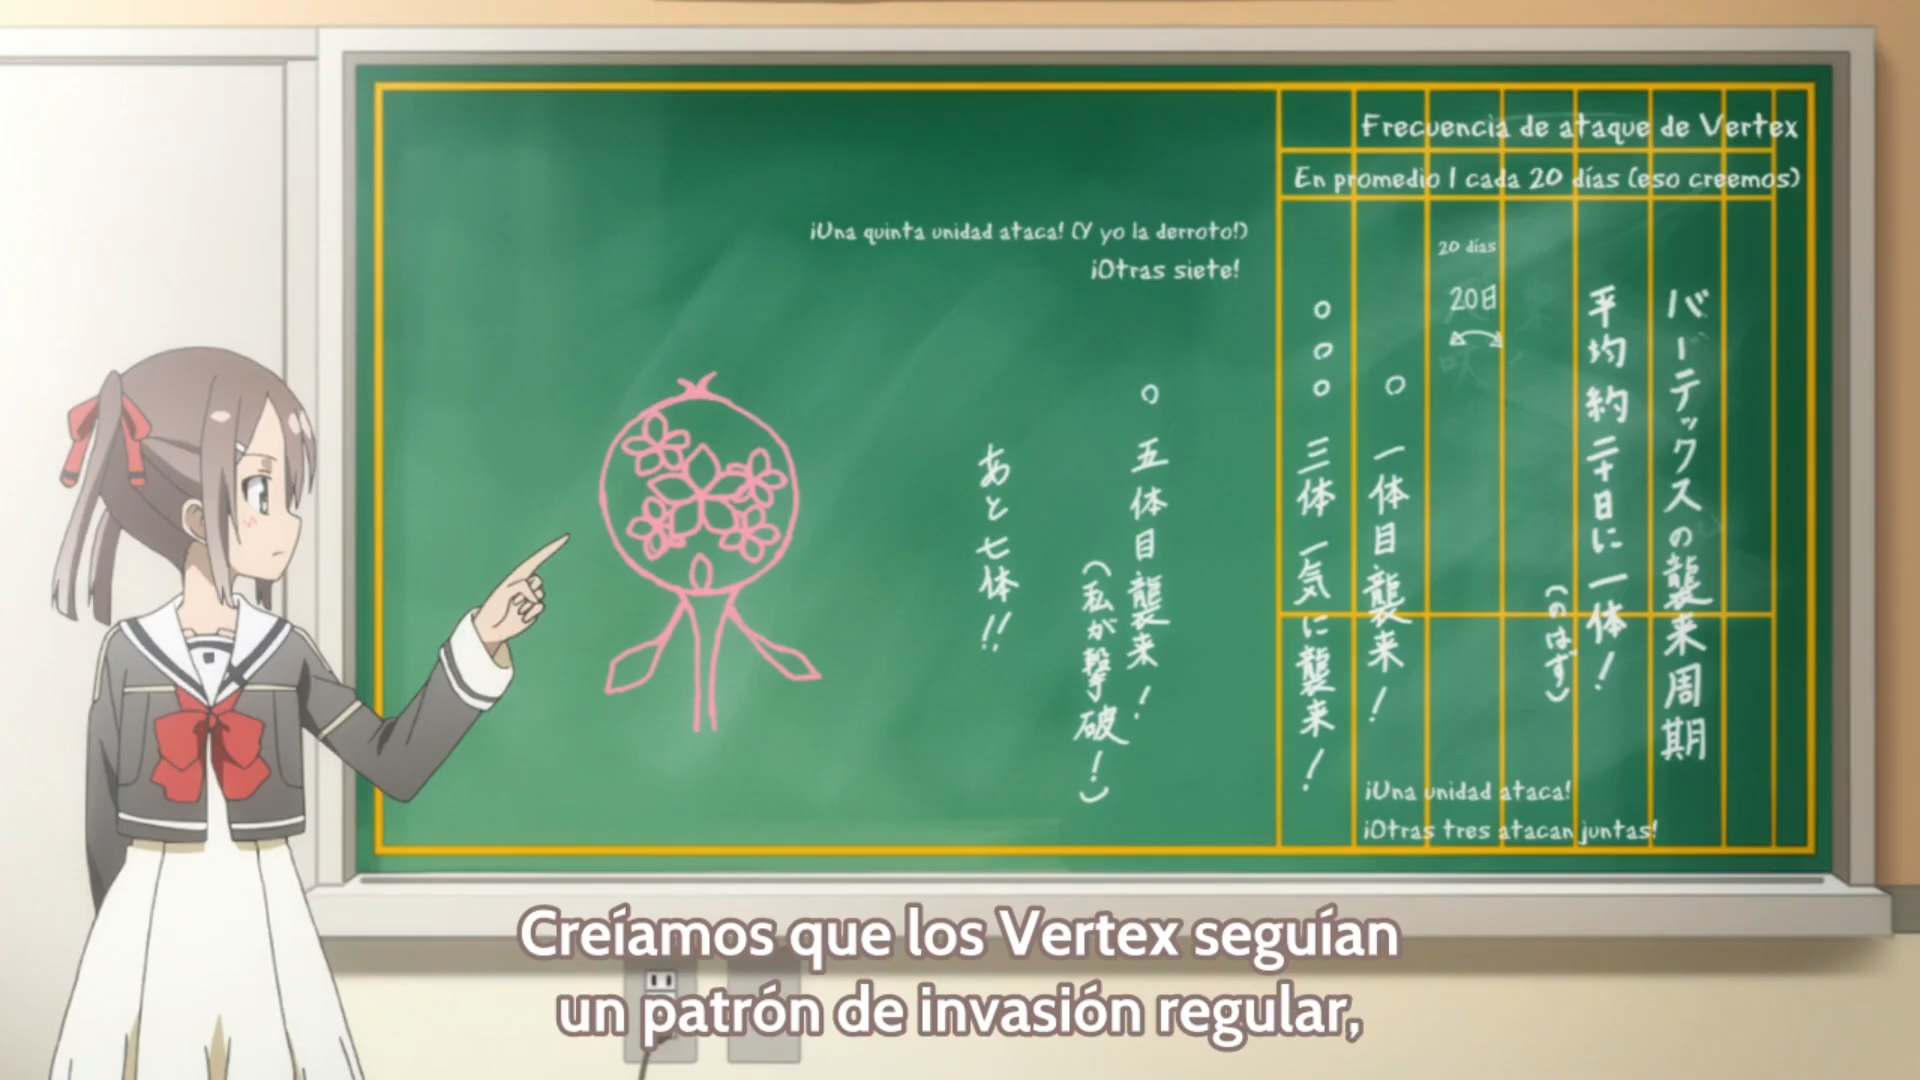 Frecuencia de ataque de Vertex
En promedio 1 cada 20 días (eso creemos)
¡Una quinta unidad ataca! (Y yo la derroto!)
¡Otras siete!
20 días
20日
バーテックスの襲来周期
平均約二十日に一体!
(のはず)
○ 一体目襲来!
○○○ 三体一気に襲来!
○ 五体目襲来!
(私が撃破!)
あと七体!!
¡Una unidad ataca!
¡Otras tres atacan juntas!
Creíamos que los Vertex seguían
un patrón de invasión regular,